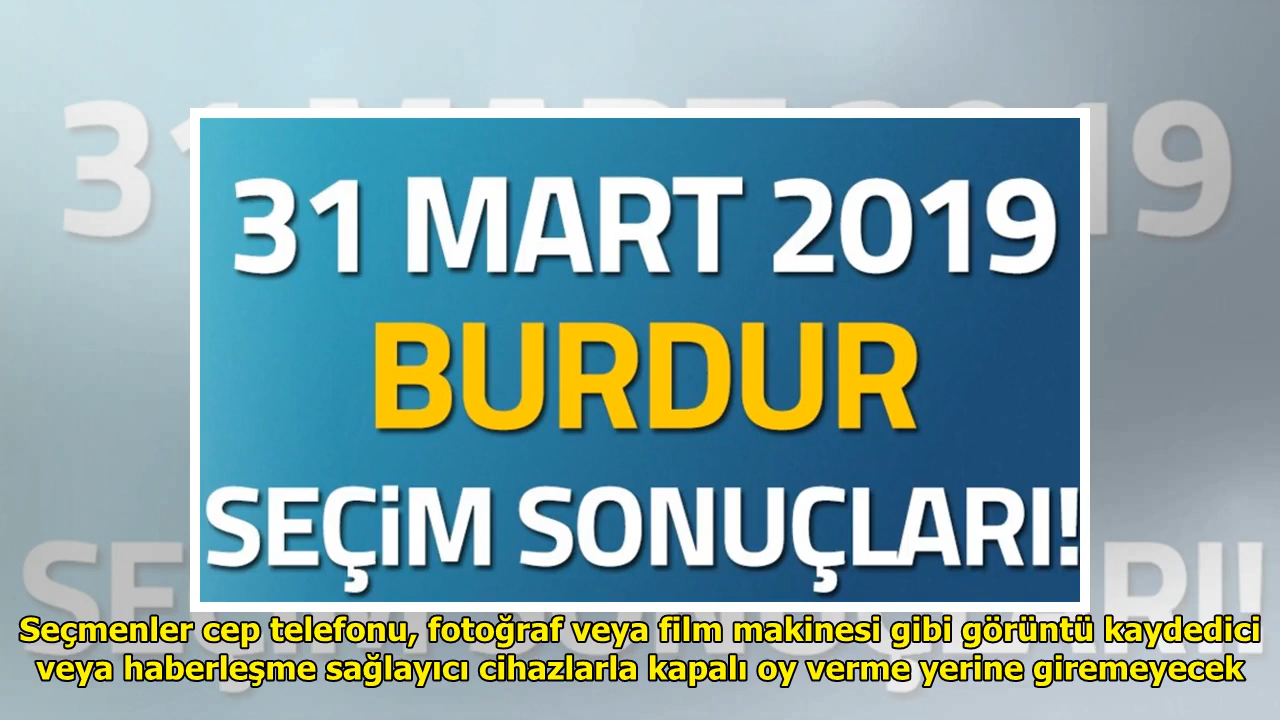 31 MART 2019
BURDUR
SEÇİM SONUÇLARI!
Seçmenler cep telefonu, fotoğraf veya film makinesi gibi görüntü kaydedici
veya haberleşme sağlayıcı cihazlarla kapalı oy verme yerine giremeyecek